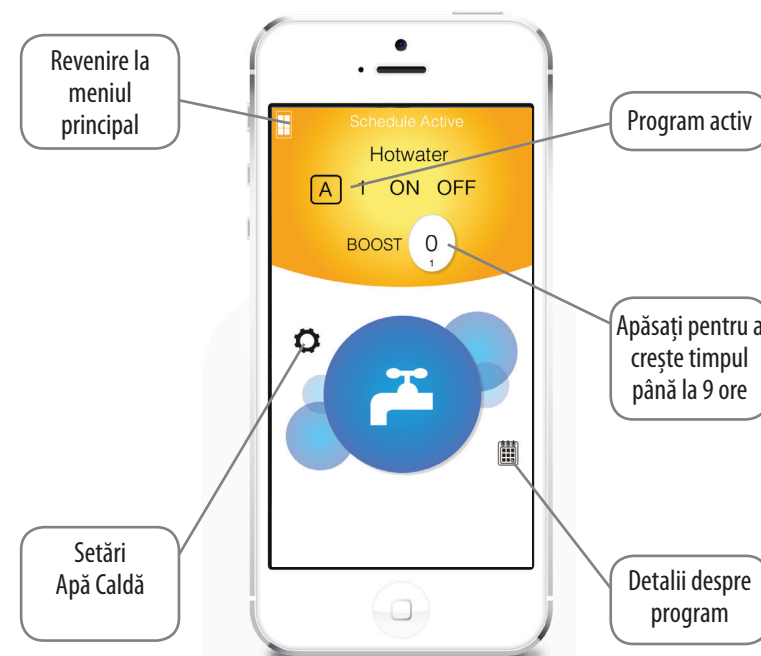 Revenire la
meniul
principal
Schedule Active
Program activ
Hotwater
A 1 ON OFF
BOOST 0
1
Apăsați pentru a
crește timpul
până la 9 ore
Setări
Apă Caldă
Detalii despre
program